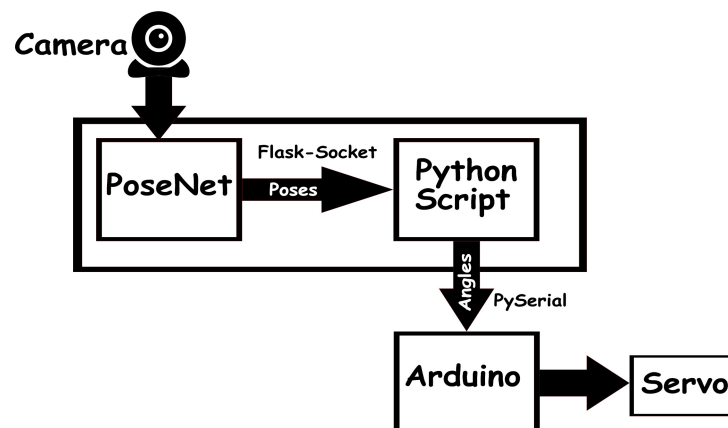 Camera
Flask-Socket
PoseNet
Poses
Python
Script
Angles
PySerial
Arduino
Servo